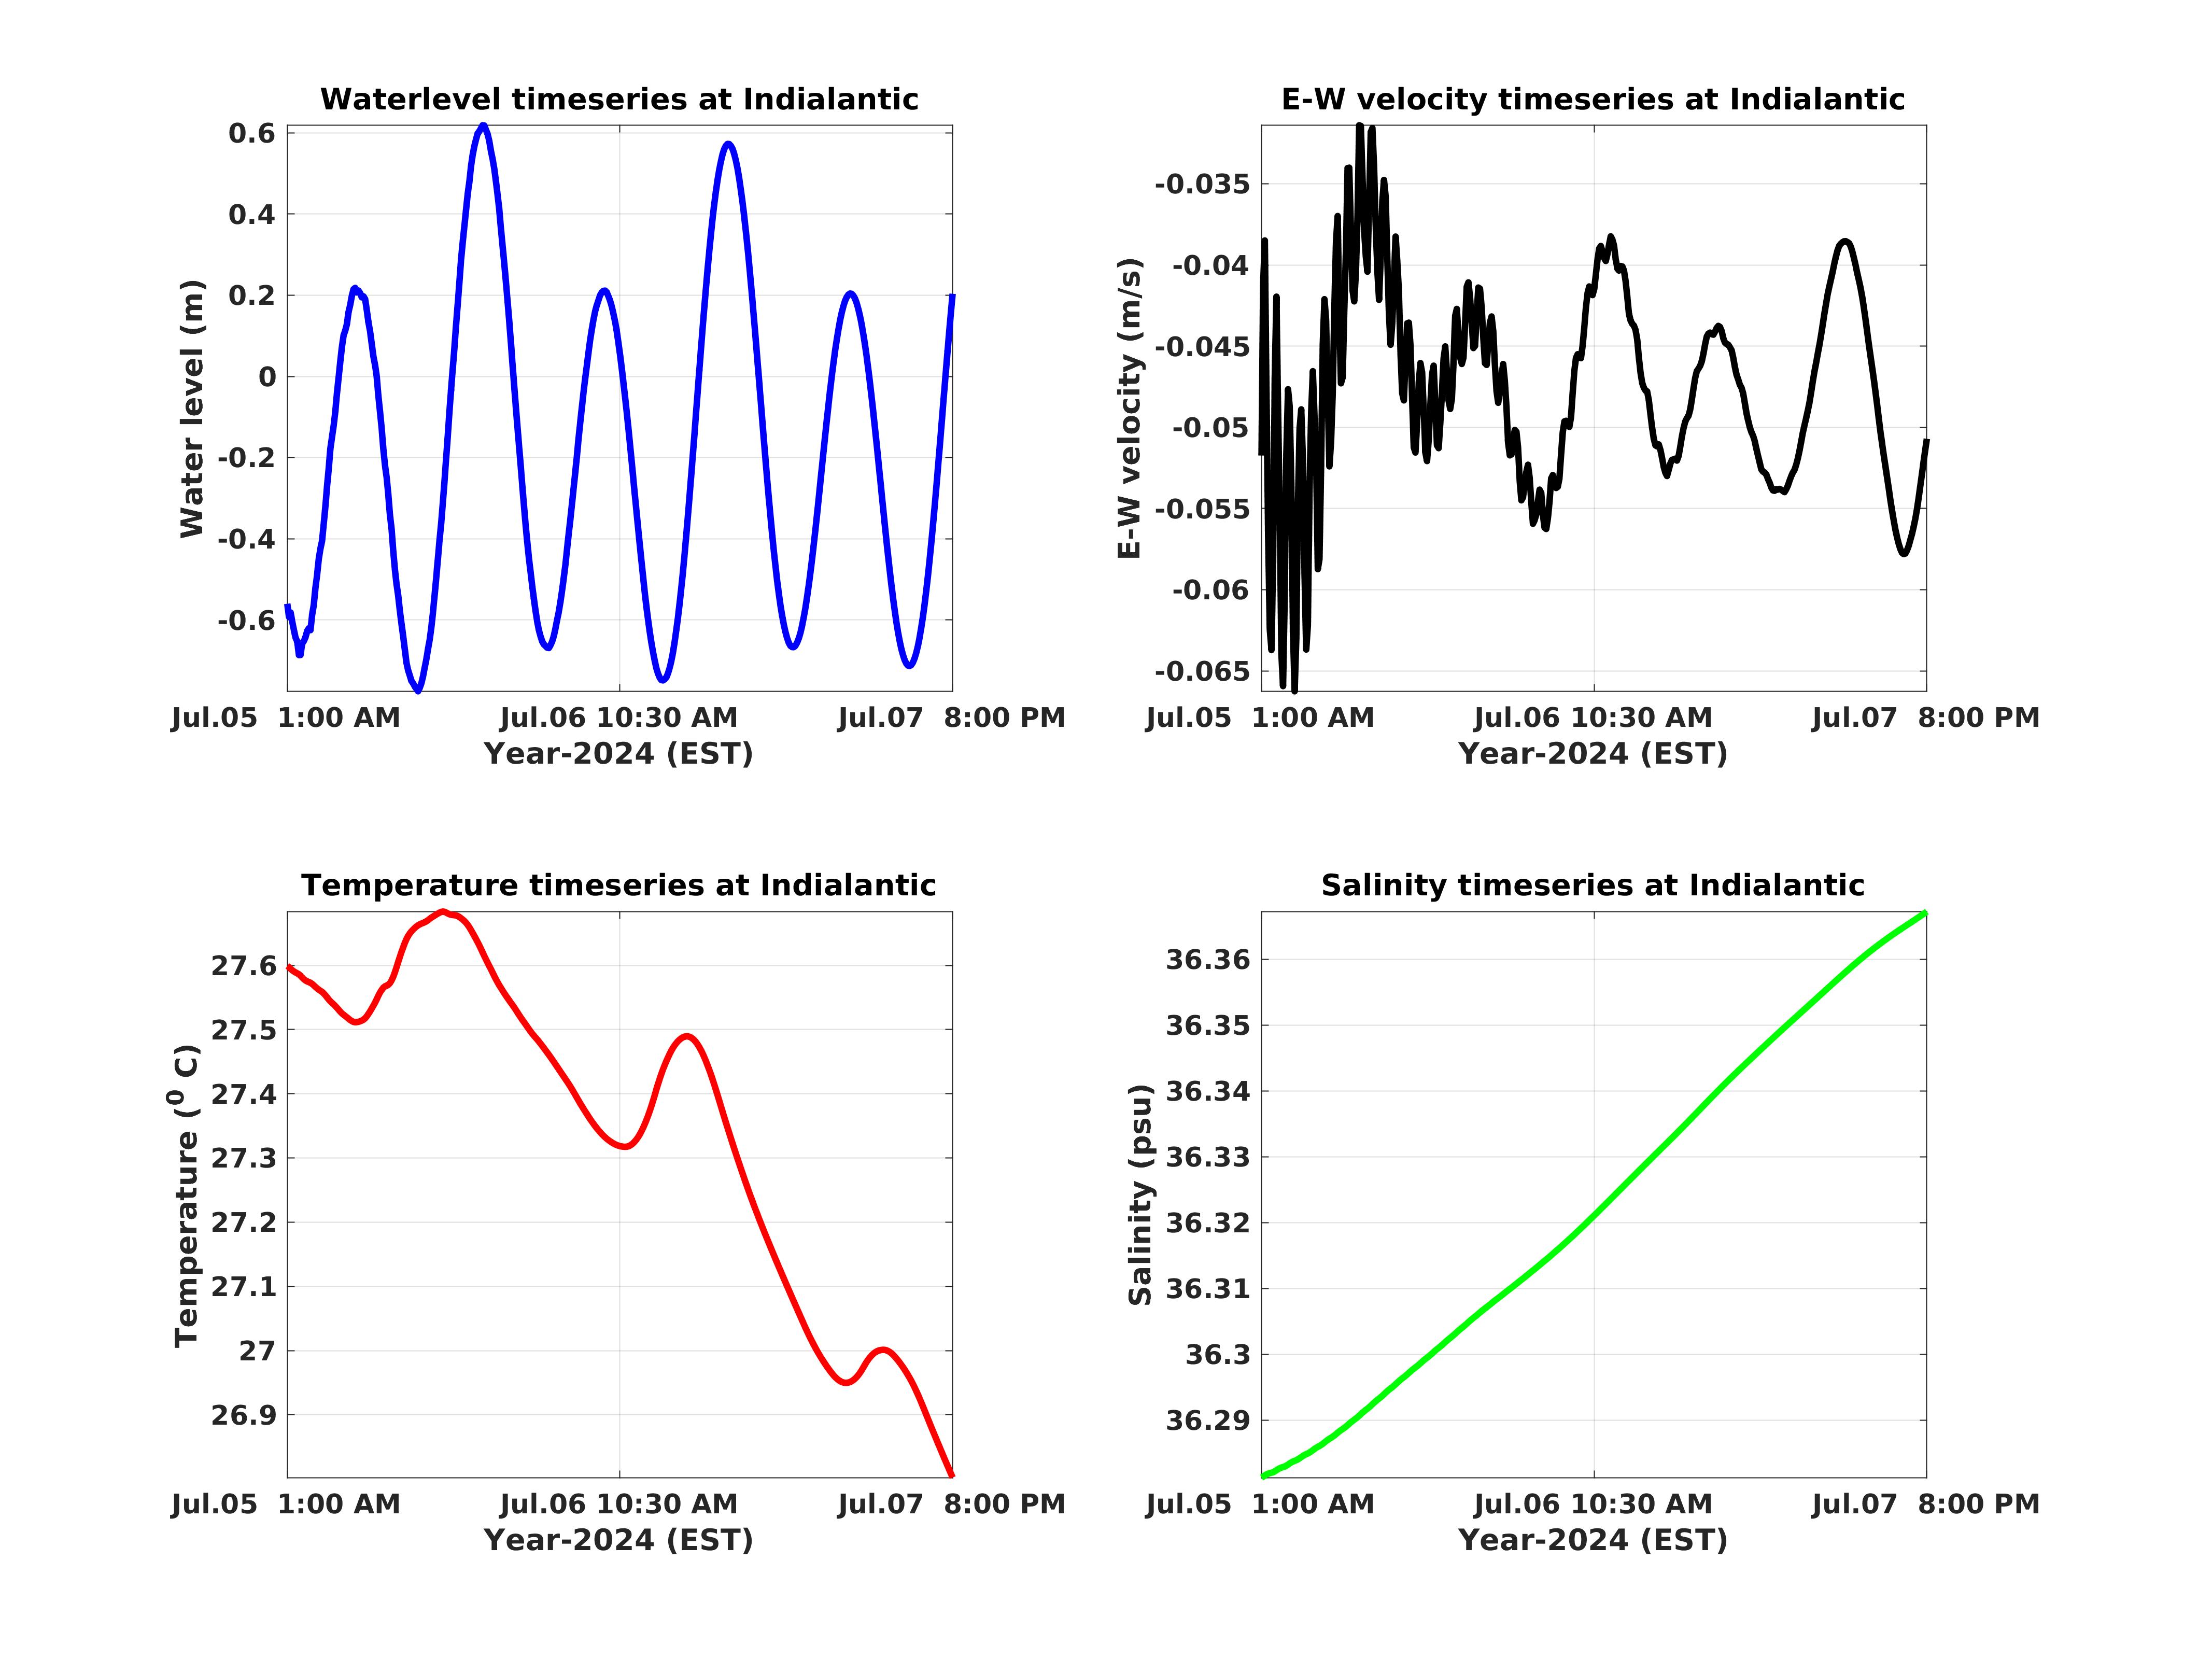 Waterlevel timeseries at Indialantic
0.6
0.4
0.2
0
-0.2
-0.4
-0.6
Water level (m)
Jul.05 1:00 AM
Jul.06 10:30 AM
Jul.07 8:00 PM
Year-2024 (EST)
E-W velocity timeseries at Indialantic
-0.035
-0.04
-0.045
-0.05
-0.055
-0.06
-0.065
E-W velocity (m/s)
Jul.05 1:00 AM
Jul.06 10:30 AM
Jul.07 8:00 PM
Year-2024 (EST)
Temperature timeseries at Indialantic
27.6
27.5
27.4
27.3
27.2
27.1
27
26.9
Temperature (⁰ C)
Jul.05 1:00 AM
Jul.06 10:30 AM
Jul.07 8:00 PM
Year-2024 (EST)
Salinity timeseries at Indialantic
36.36
36.35
36.34
36.33
36.32
36.31
36.3
36.29
Salinity (psu)
Jul.05 1:00 AM
Jul.06 10:30 AM
Jul.07 8:00 PM
Year-2024 (EST)